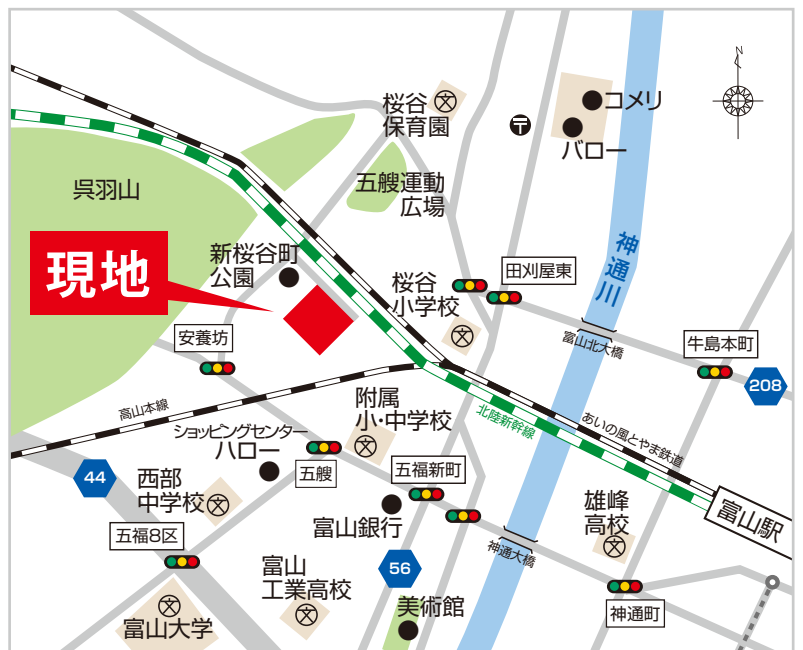 N
桜谷
保育園
コメリ
バロー
呉羽山
五艘運動
広場
神通川
現地
新桜谷町
公園
桜谷
小学校
田刈屋東
富山北大橋
安養坊
牛島本町
208
高山本線
附属
小・中学校
北陸新幹線
あいの風とやま鉄道
ショッピングセンター
ハロー
五艘
五福新町
44
西部
中学校
富山銀行
雄峰
高校
富山駅
五福8区
神通大橋
富山
工業高校
56
美術館
神通町
富山大学
文
文
文
文
文
文
文
〒